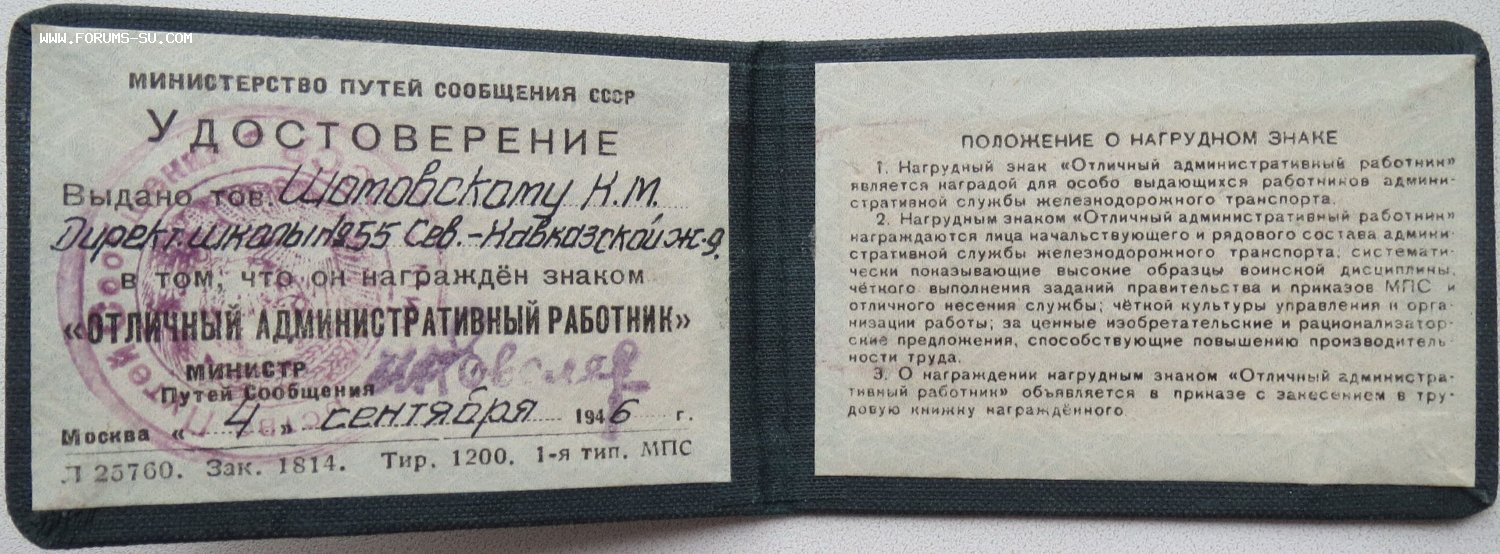 WWW.FORUMS-SU.COM
МИНИСТЕРСТВО ПУТЕЙ СООБЩЕНИЯ СССР
УДОСТОВЕРЕНИЕ
Выдано тов. Шатовскому К.М.
Директ. школы №55 Сев.-Кавказской ж-д.
в том, что он награждён знаком
«ОТЛИЧНЫЙ АДМИНИСТРАТИВНЫЙ РАБОТНИК»
МИНИСТР
Путей Сообщения
Москва «4» сентября 1946 г.
Л 25760. Зак. 1814. Тир. 1200. 1-я тип. МПС
ПОЛОЖЕНИЕ О НАГРУДНОМ ЗНАКЕ
1. Нагрудный знак «Отличный административный работник»
является наградой для особо выдающихся работников админи-
стративной службы железнодорожного транспорта.
2. Нагрудным знаком «Отличный административный работник»
награждаются лица начальствующего и рядового состава админи-
стративной службы железнодорожного транспорта, системати-
чески показывающие высокие образцы воинской дисциплины,
чёткого выполнения заданий правительства и приказов МПС и
отличного несения службы; чёткой культуры управления и орга-
низации работы; за ценные изобретательские и рационализатор-
ские предложения, способствующие повышению производитель-
ности труда.
3. О награждении нагрудным знаком «Отличный администра-
тивный работник» объявляется в приказе с занесением в тру-
довую книжку награждённого.